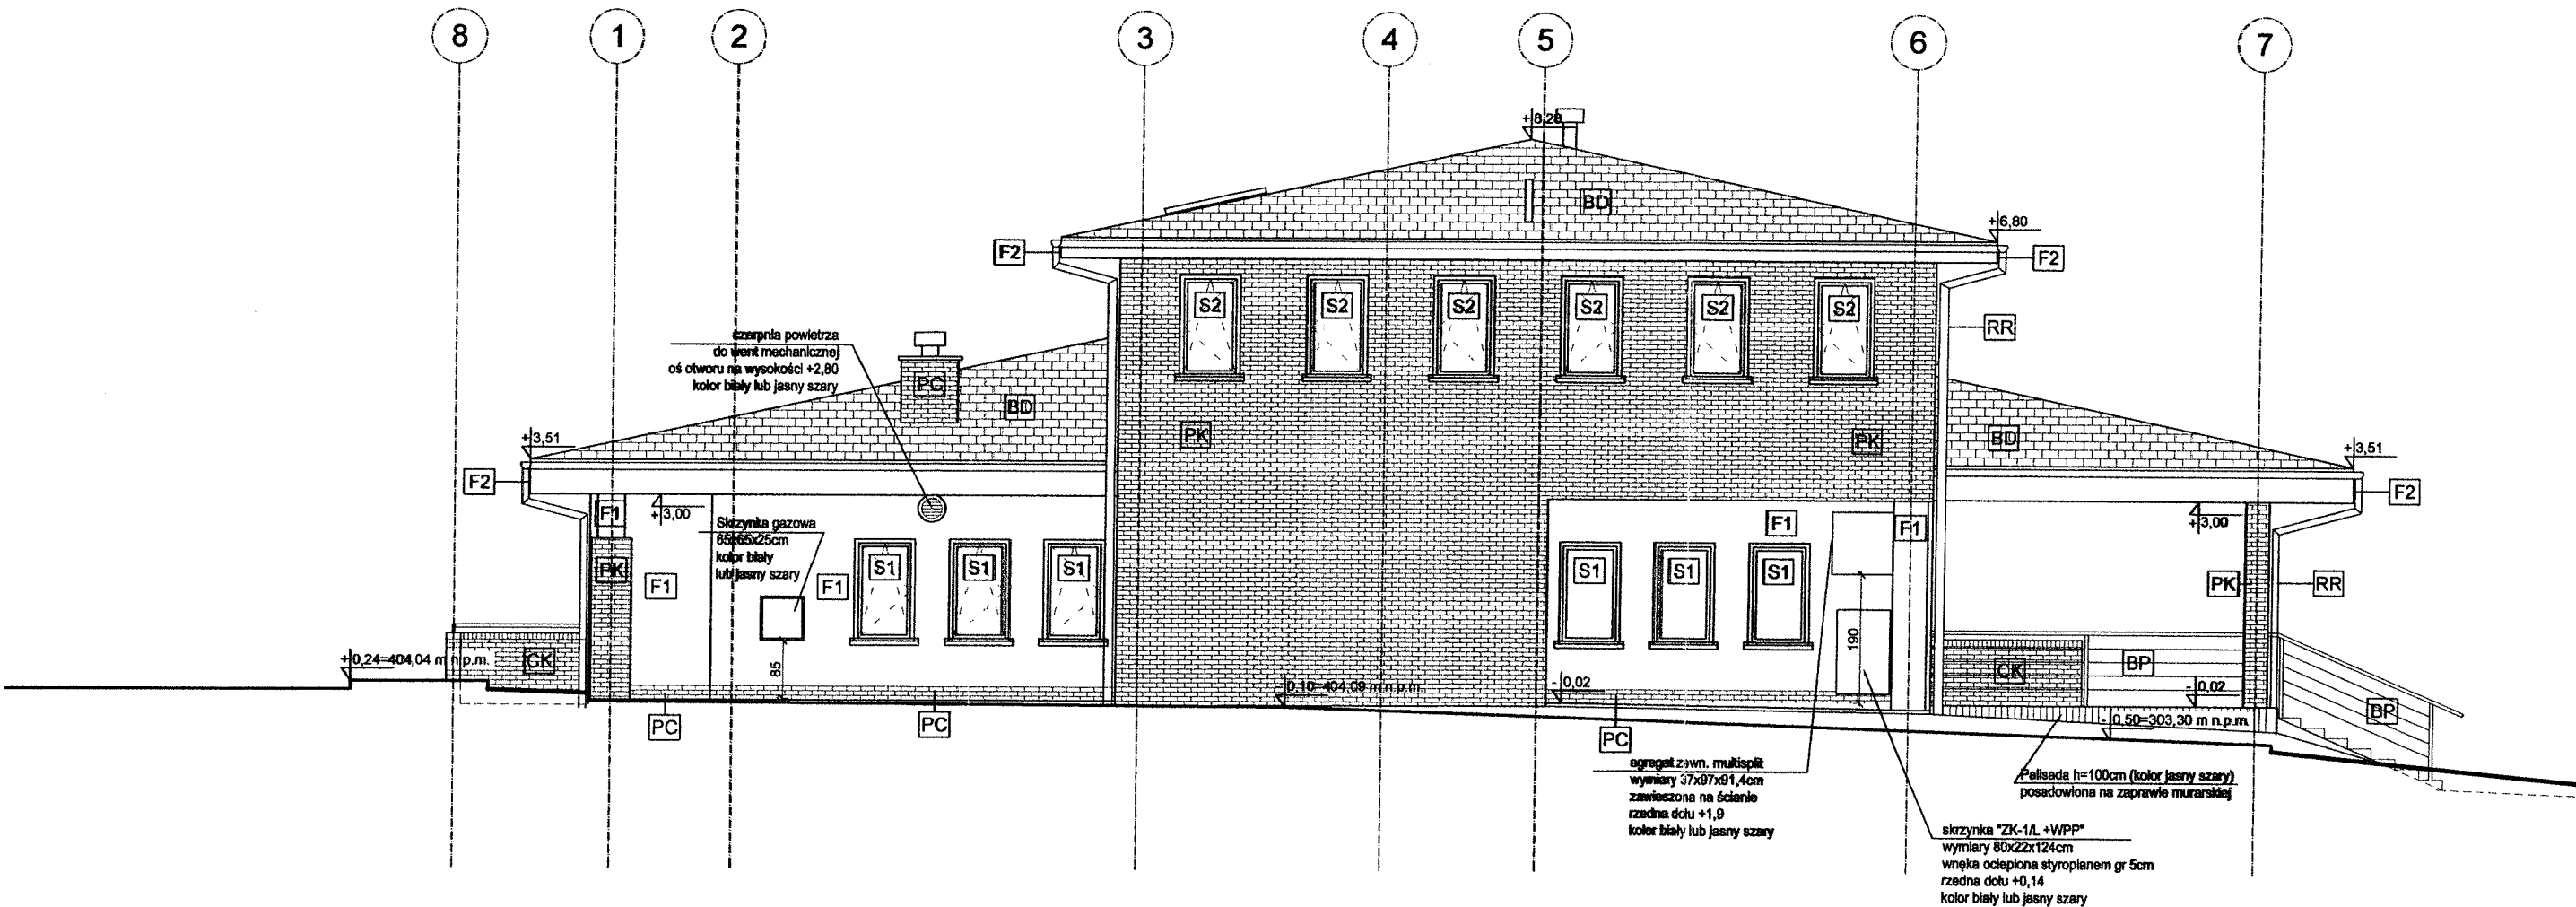 8 1 2 3 4 5 6 7
+8,28
BD
+6,80
F2
F2
S2 S2 S2 S2 S2 S2
RR
czerpnia powietrza
do went mechanicznej
oś otworu na wysokości +2,80
kolor biały lub jasny szary
PC
BD
PK
PK
BD
+3,51
+3,51
F2
F2
F1
+3,00
Skrzynka gazowa
65x65x25cm
kolor biały
lub jasny szary
F1
F1
+3,00
PK
F1
F1
S1 S1 S1
S1 S1 S1
PK
RR
190
85
+0,24=404,04 m n.p.m.
CK
CK
BP
-0,10=404,09 m n.p.m.
-0,02
-0,02
BP
PC
PC
PC
-0,50=303,30 m n.p.m.
agregat zewn. multisplit
wymiary 37x97x91,4cm
zawieszona na ścianie
rzedna dołu +1,9
kolor biały lub jasny szary
Palisada h=100cm (kolor jasny szary)
posadowiona na zaprawie murarskiej
skrzynka "ZK-1/L +WPP"
wymiary 80x22x124cm
wnęka ocieplona styropianem gr 5cm
rzedna dołu +0,14
kolor biały lub jasny szary